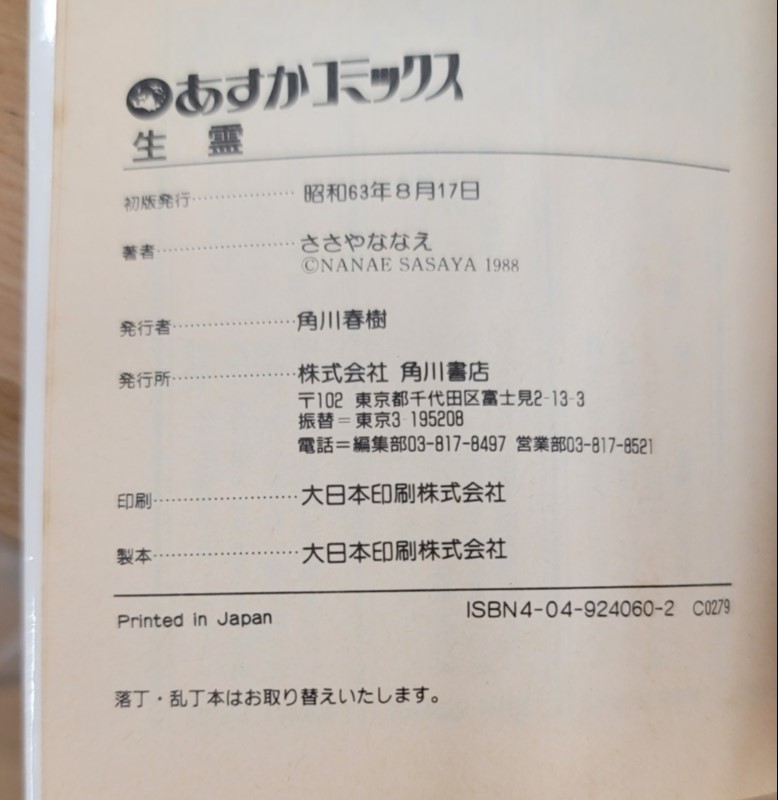 あすかコミックス
生霊
初版発行…………昭和63年8月17日
著者………………ささやななえ
©NANAE SASAYA 1988
発行者……………角川春樹
発行所……………株式会社 角川書店
〒102 東京都千代田区富士見2-13-3
振替=東京3-195208
電話=編集部03-817-8497 営業部03-817-8521
印刷………………大日本印刷株式会社
製本………………大日本印刷株式会社
Printed in Japan ISBN4-04-924060-2 C0279
落丁・乱丁本はお取り替えいたします。